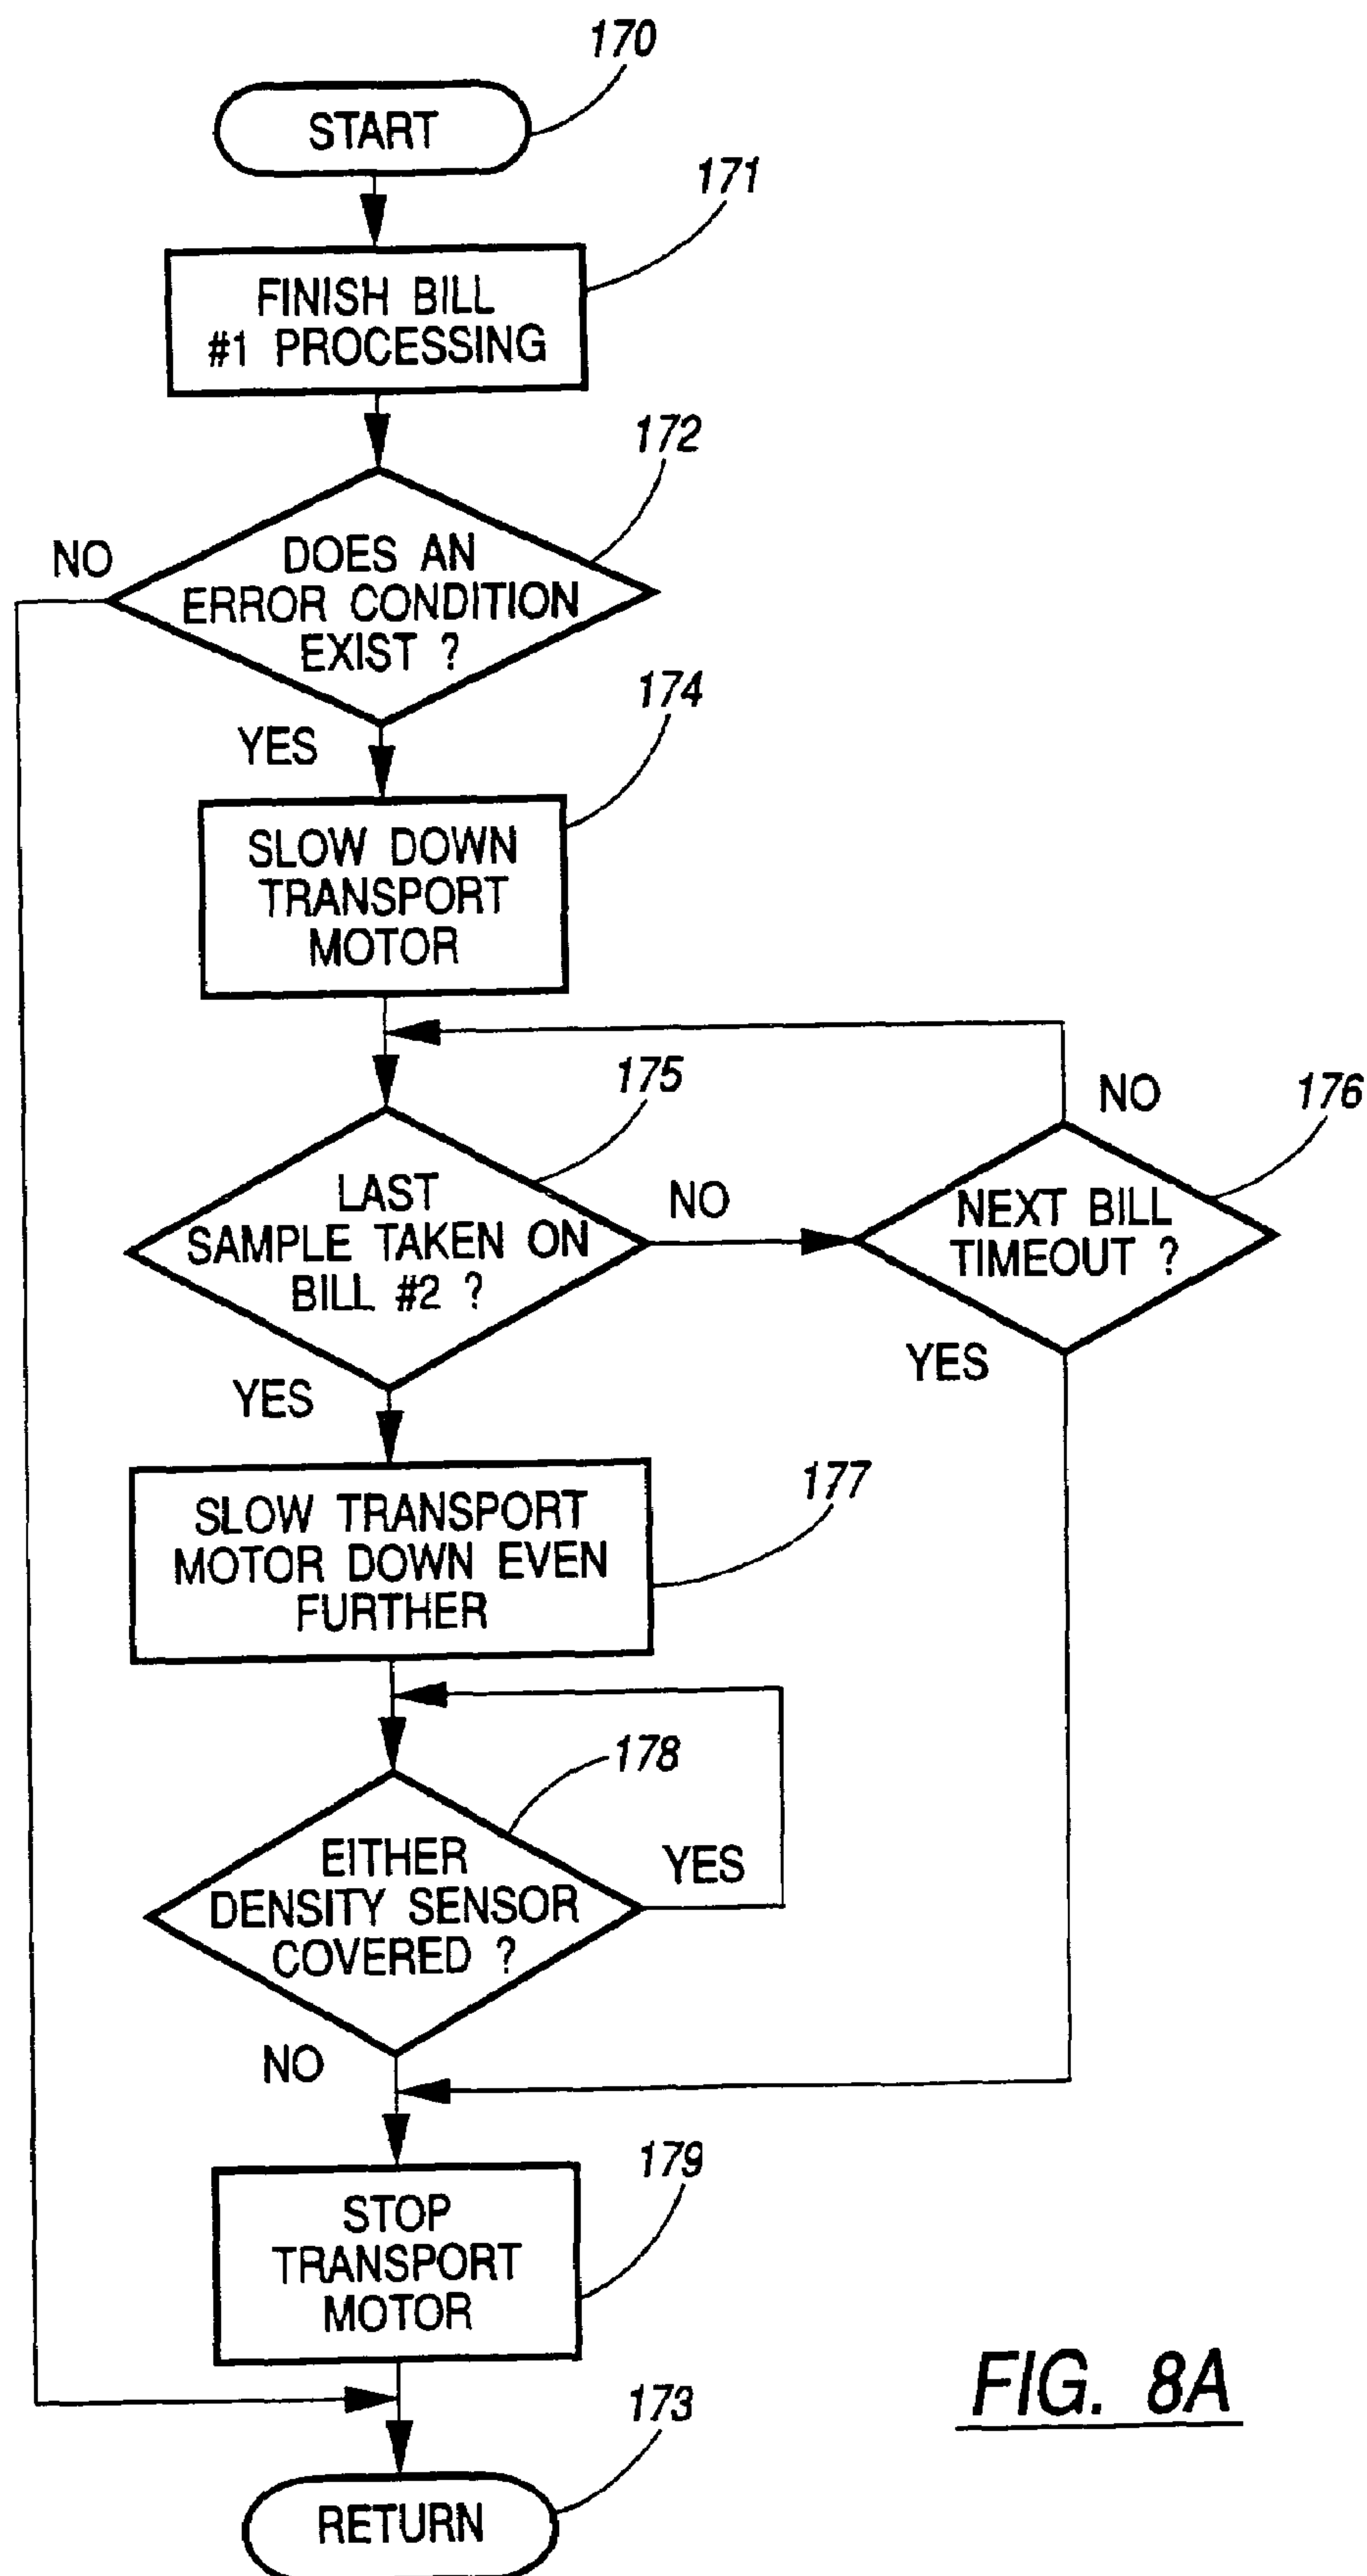 170
START
171
FINISH BILL
#1 PROCESSING
172
NO
DOES AN
ERROR CONDITION
EXIST ?
174
YES
SLOW DOWN
TRANSPORT
MOTOR
175
NO
176
LAST
SAMPLE TAKEN ON
BILL #2 ?
NO
NEXT BILL
TIMEOUT ?
YES
YES
177
SLOW TRANSPORT
MOTOR DOWN EVEN
FURTHER
178
EITHER
DENSITY SENSOR
COVERED ?
YES
NO
179
STOP
TRANSPORT
MOTOR
FIG. 8A
173
RETURN